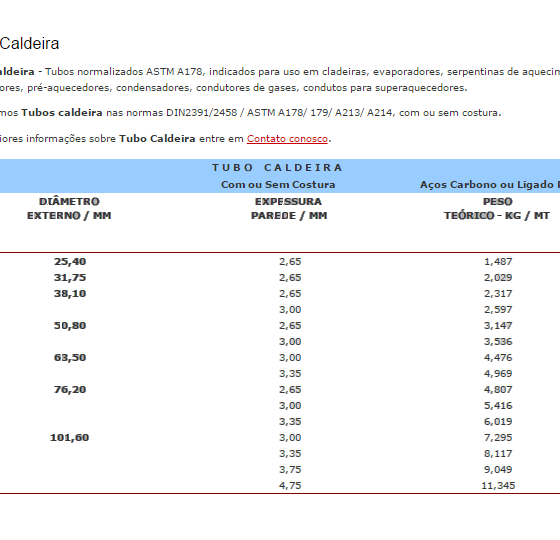 Caldeira
aldeira - Tubos normalizados ASTM A178, indicados para uso em cladeiras, evaporadores, serpentinas de aquecim
ores, pré-aquecedores, condensadores, condutores de gases, condutos para superaquecedores.
mos Tubos caldeira nas normas DIN2391/2458 / ASTM A178/ 179/ A213/ A214, com ou sem costura.
iores informações sobre Tubo Caldeira entre em Contato conosco.
TUBO CALDEIRA
Com ou Sem Costura Aços Carbono ou Ligado
DIÂMETRO EXPESSURA PESO
EXTERNO / MM PAREDE / MM TEÓRICO - KG / MT
25,40 2,65 1,487
31,75 2,65 2,029
38,10 2,65 2,317
3,00 2,597
50,80 2,65 3,147
3,00 3,536
63,50 3,00 4,476
3,35 4,969
76,20 2,65 4,807
3,00 5,416
3,35 6,019
101,60 3,00 7,295
3,35 8,117
3,75 9,049
4,75 11,345